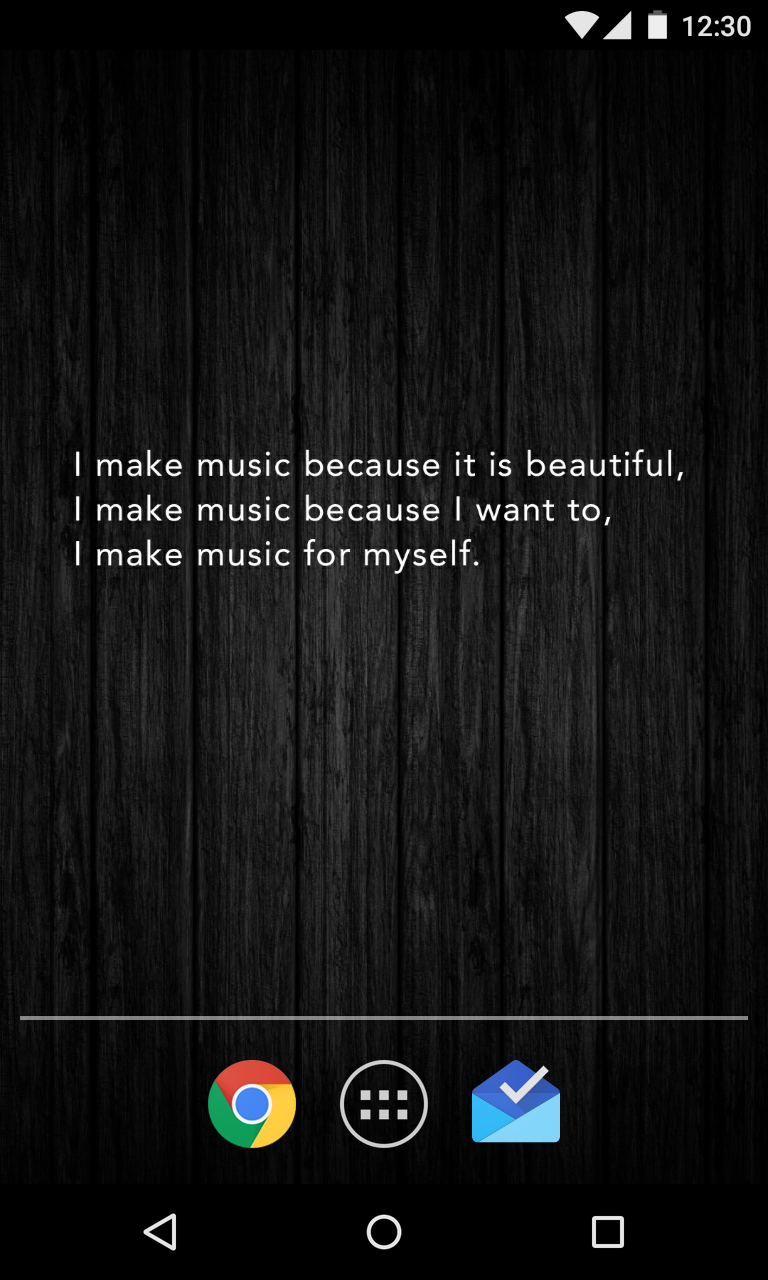 12:30
I make music because it is beautiful,
I make music because I want to,
I make music for myself.